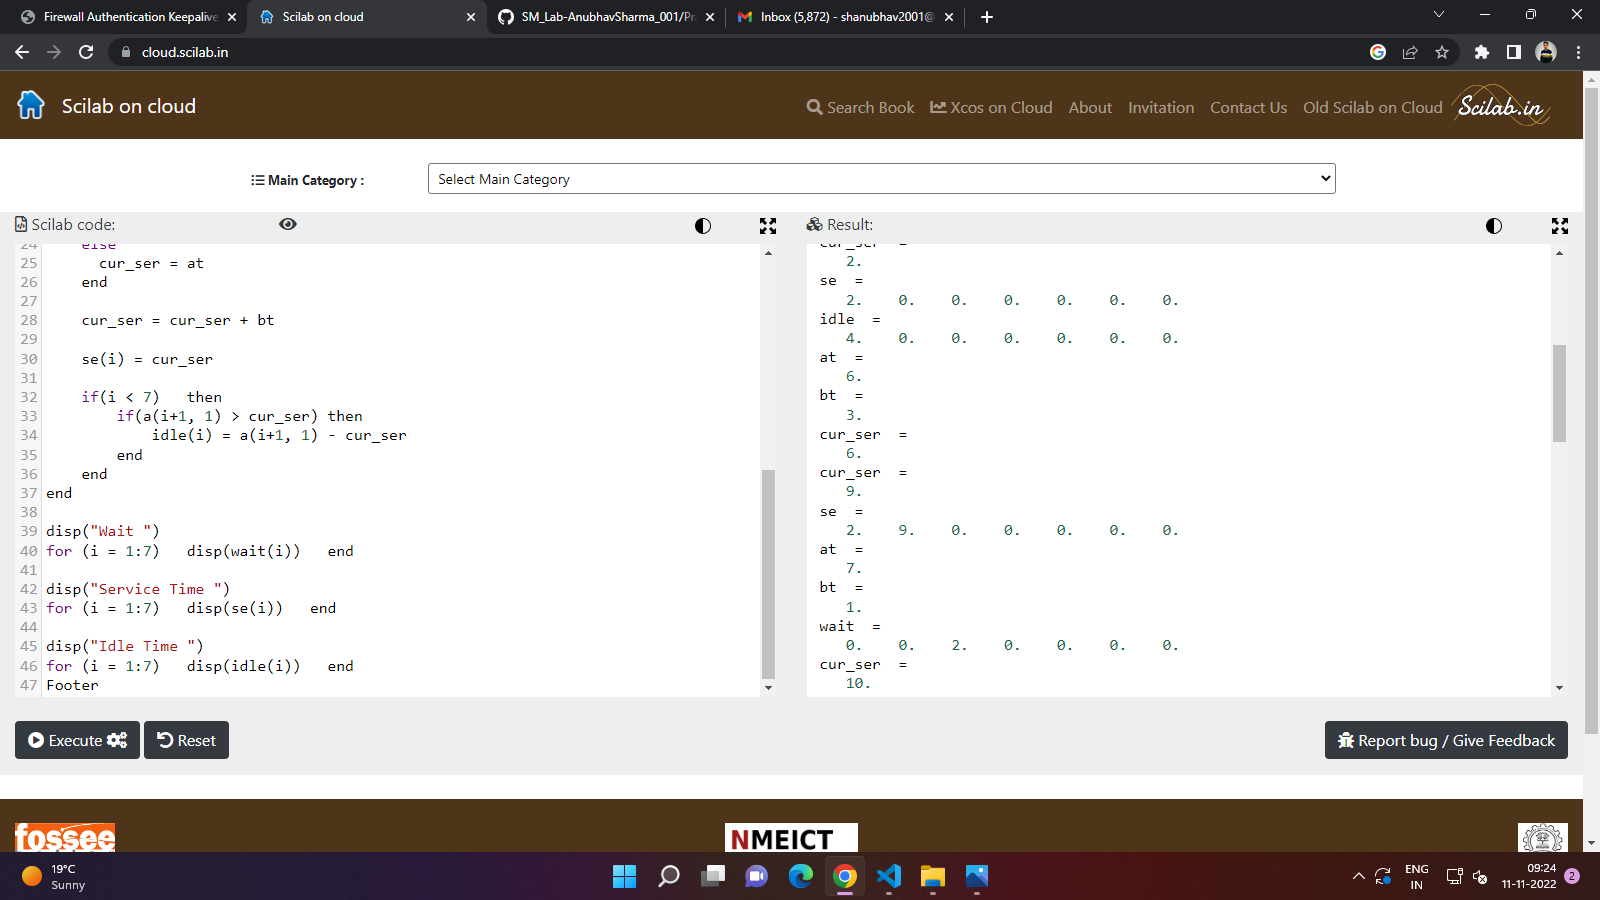 Firewall Authentication Keepalive
Scilab on cloud
SM_Lab-AnubhavSharma_001/Pra
Inbox (5,872) - shanubhav2001@
cloud.scilab.in
Scilab on cloud
Search Book
Xcos on Cloud
About
Invitation
Contact Us
Old Scilab on Cloud
Scilab.in
Main Category :
Select Main Category
Scilab code:
24 else
25 cur_ser = at
26 end
27
28 cur_ser = cur_ser + bt
29
30 se(i) = cur_ser
31
32 if(i < 7) then
33 if(a(i+1, 1) > cur_ser) then
34 idle(i) = a(i+1, 1) - cur_ser
35 end
36 end
37 end
38
39 disp("Wait ")
40 for (i = 1:7) disp(wait(i)) end
41
42 disp("Service Time ")
43 for (i = 1:7) disp(se(i)) end
44
45 disp("Idle Time ")
46 for (i = 1:7) disp(idle(i)) end
47 Footer
Result:
cur_ser =
2.
se =
2. 0. 0. 0. 0. 0. 0.
idle =
4. 0. 0. 0. 0. 0. 0.
at =
6.
bt =
3.
cur_ser =
6.
cur_ser =
9.
se =
2. 9. 0. 0. 0. 0. 0.
at =
7.
bt =
1.
wait =
0. 0. 2. 0. 0. 0. 0.
cur_ser =
10.
Execute
Reset
Report bug / Give Feedback
fossee
NMEICT
19°C
Sunny
ENG
IN
09:24
11-11-2022
2